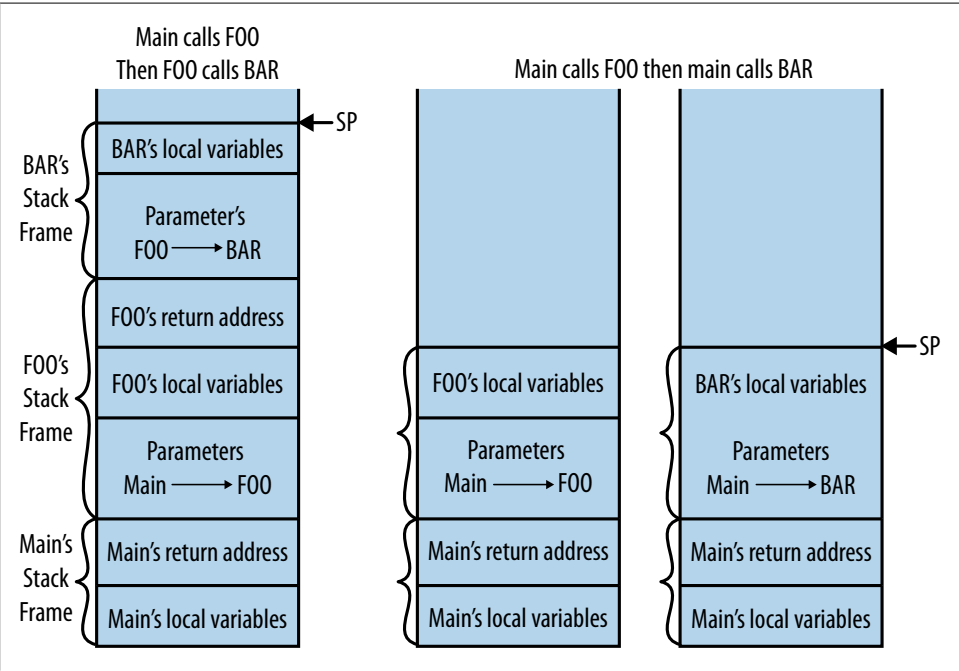 Main calls FOO
Then FOO calls BAR
SP
BAR's local variables
BAR's
Stack
Frame
Parameter's
FOO → BAR
FOO's return address
FOO's
Stack
Frame
FOO's local variables
Parameters
Main → FOO
Main's
Stack
Frame
Main's return address
Main's local variables
Main calls FOO then main calls BAR
FOO's local variables
Parameters
Main → FOO
Main's return address
Main's local variables
SP
BAR's local variables
Parameters
Main → BAR
Main's return address
Main's local variables